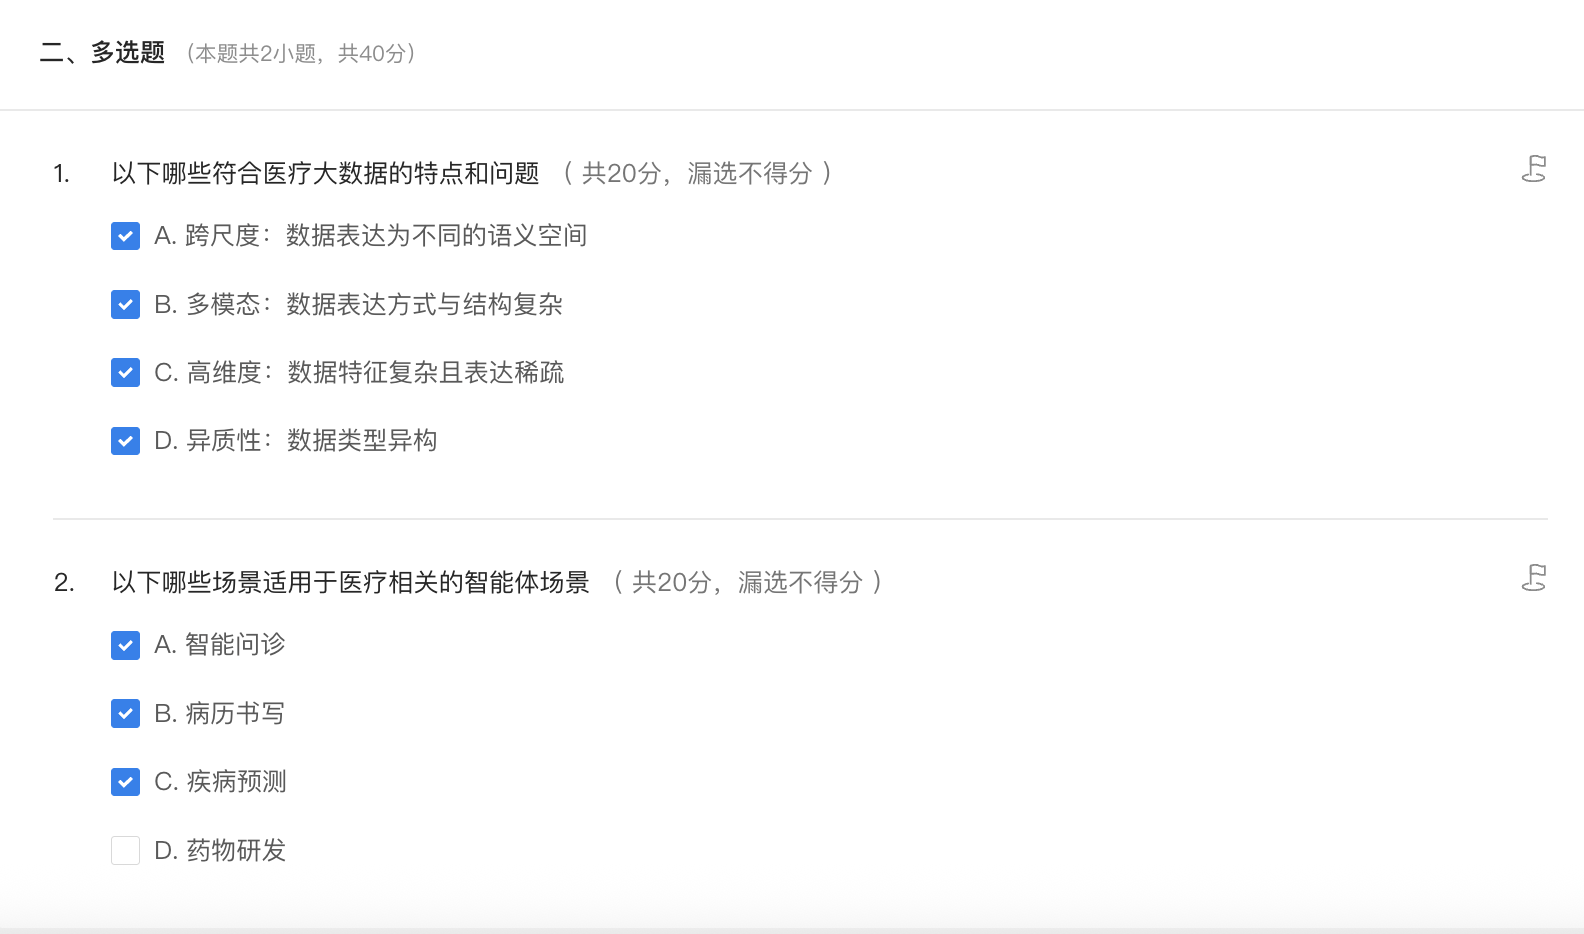 二、多选题 （本题共2小题，共40分）
1. 以下哪些符合医疗大数据的特点和问题 （ 共20分，漏选不得分 ）
A. 跨尺度：数据表达为不同的语义空间
B. 多模态：数据表达方式与结构复杂
C. 高维度：数据特征复杂且表达稀疏
D. 异质性：数据类型异构
2. 以下哪些场景适用于医疗相关的智能体场景 （ 共20分，漏选不得分 ）
A. 智能问诊
B. 病历书写
C. 疾病预测
D. 药物研发